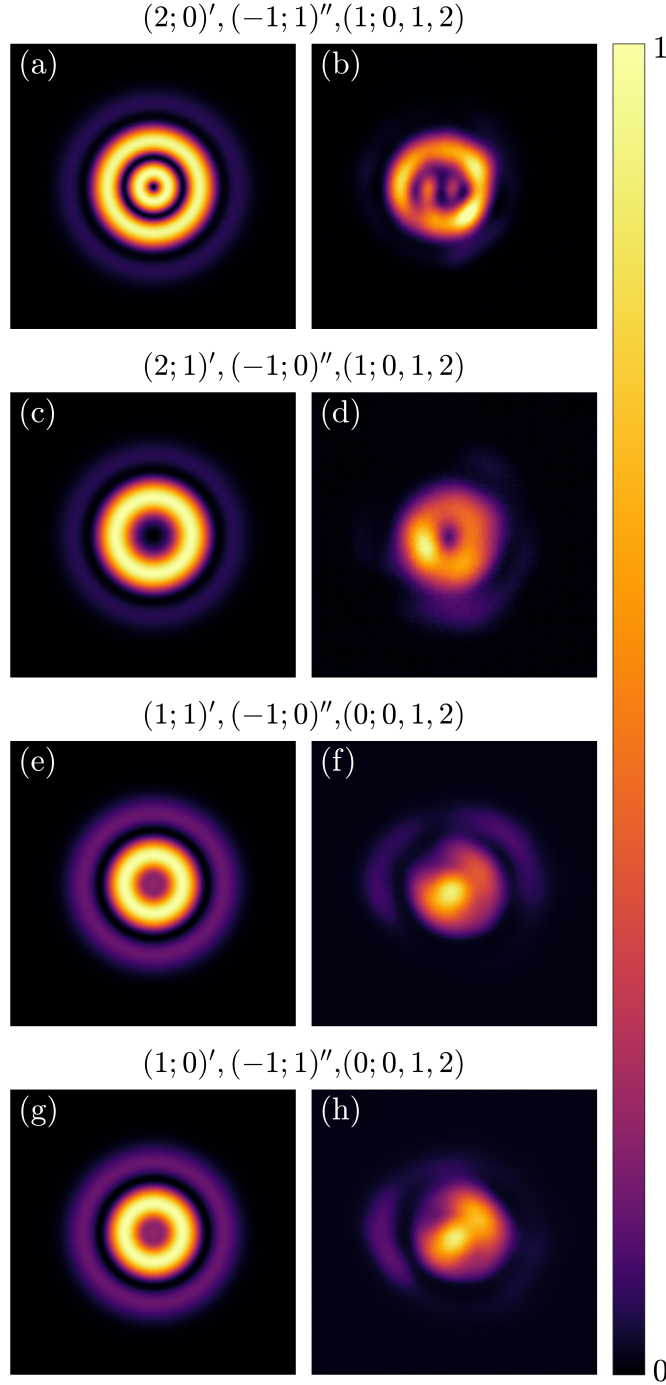 (2; 0)′, (−1; 1)″,(1; 0, 1, 2)
(a) (b) 1
(2; 1)′, (−1; 0)″,(1; 0, 1, 2)
(c) (d)
(1; 1)′, (−1; 0)″,(0; 0, 1, 2)
(e) (f)
(1; 0)′, (−1; 1)″,(0; 0, 1, 2)
(g) (h)
0